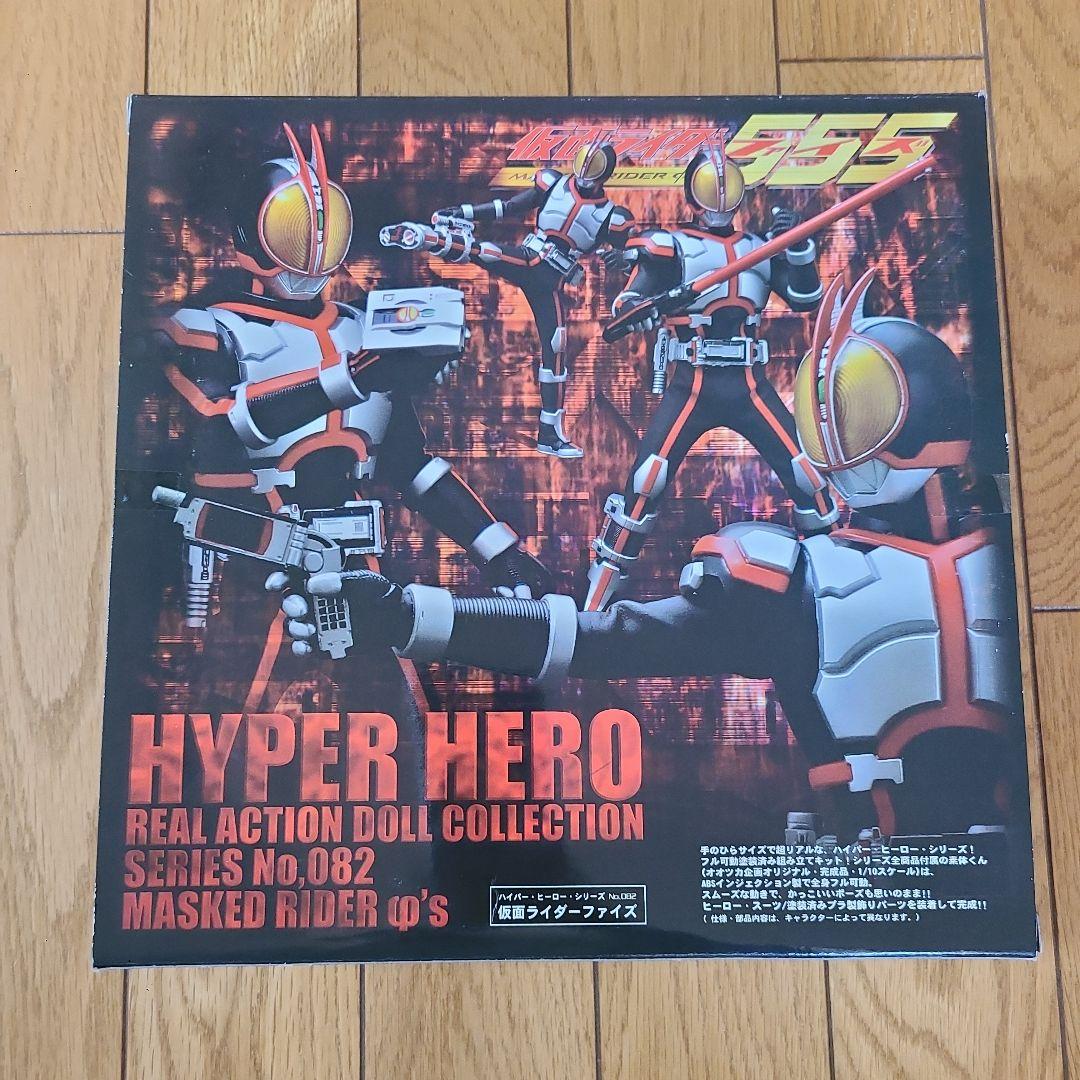 仮面ライダー555
ファイズ
MASKED RIDER φ's
HYPER HERO
REAL ACTION DOLL COLLECTION
SERIES No,082
MASKED RIDER φ's
ハイパー・ヒーロー・シリーズ No.082
仮面ライダーファイズ
手のひらサイズで超リアルな、ハイパー・ヒーロー・シリーズ!
フル可動塗装済み組み立てキット!シリーズ全商品付属の素体くん
(オオツカ企画オリジナル・完成品・1/10スケール)は、
ABSインジェクション製で全身フル可動。
スムーズな動きで、かっこいいポーズも思いのまま!!
ヒーロー・スーツ/塗装済みプラ製飾りパーツを装着して完成!!
( 仕様・部品内容は、キャラクターによって異なります。)